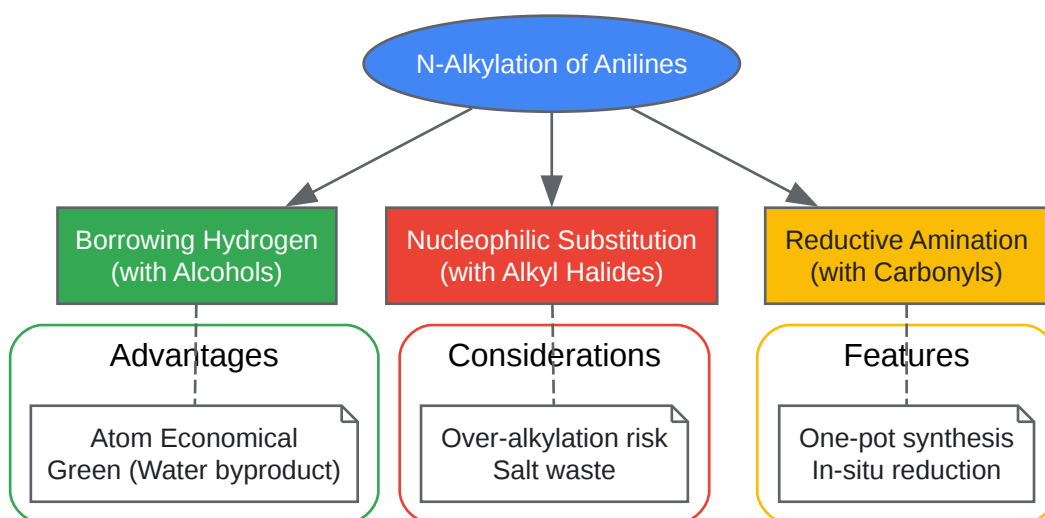 N-Alkylation of Anilines
Borrowing Hydrogen
(with Alcohols)
Nucleophilic Substitution
(with Alkyl Halides)
Reductive Amination
(with Carbonyls)
Advantages
Atom Economical
Green (Water byproduct)
Considerations
Over-alkylation risk
Salt waste
Features
One-pot synthesis
In-situ reduction